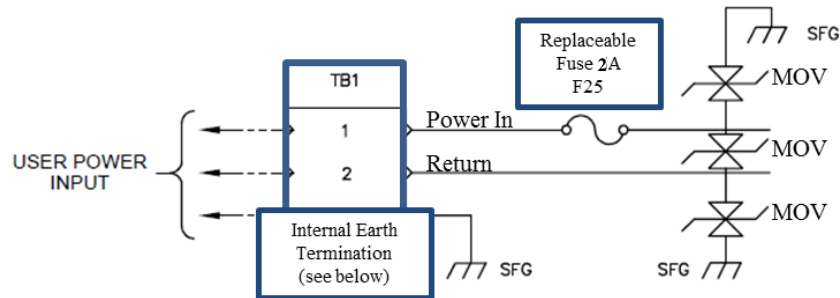 SFG
Replaceable
Fuse 2A
F25
MOV
TB1
1
Power In
USER POWER
INPUT
MOV
2
Return
MOV
Internal Earth
Termination
(see below)
SFG
SFG